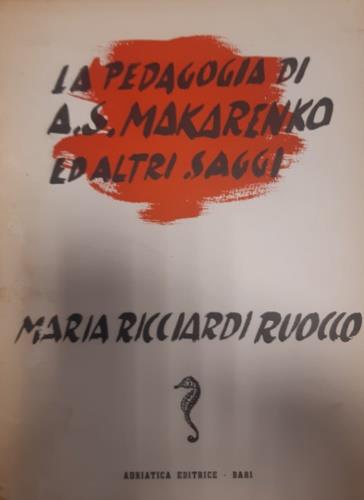 LA PEDAGOGIA DI
A.S. MAKARENKO
ED ALTRI SAGGI
MARIA RICCIARDI RUOCCO
ADRIATICA EDITRICE - BARI